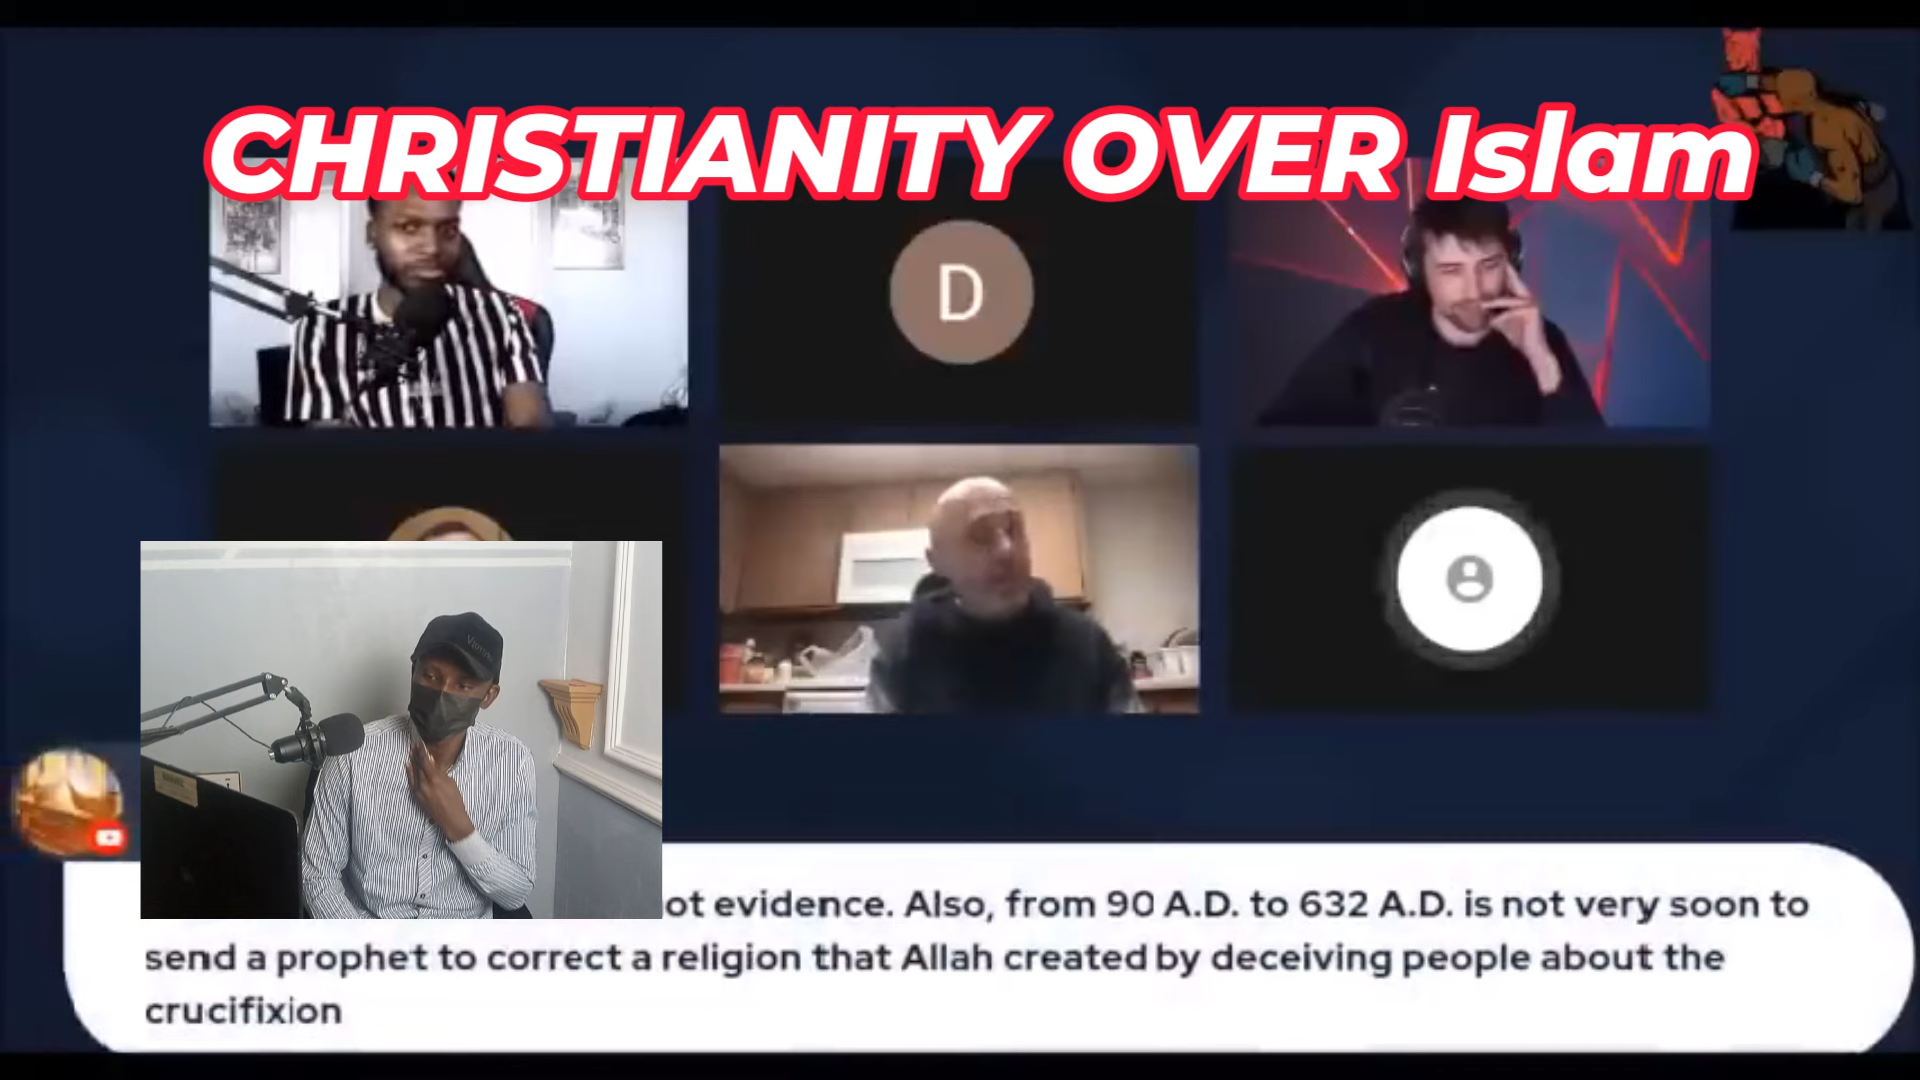 CHRISTIANITY OVER Islam
D
evidence. Also, from 90 A.D. to 632 A.D. is not very soon to
send a prophet to correct a religion that Allah created by deceiving people about the
crucifixion